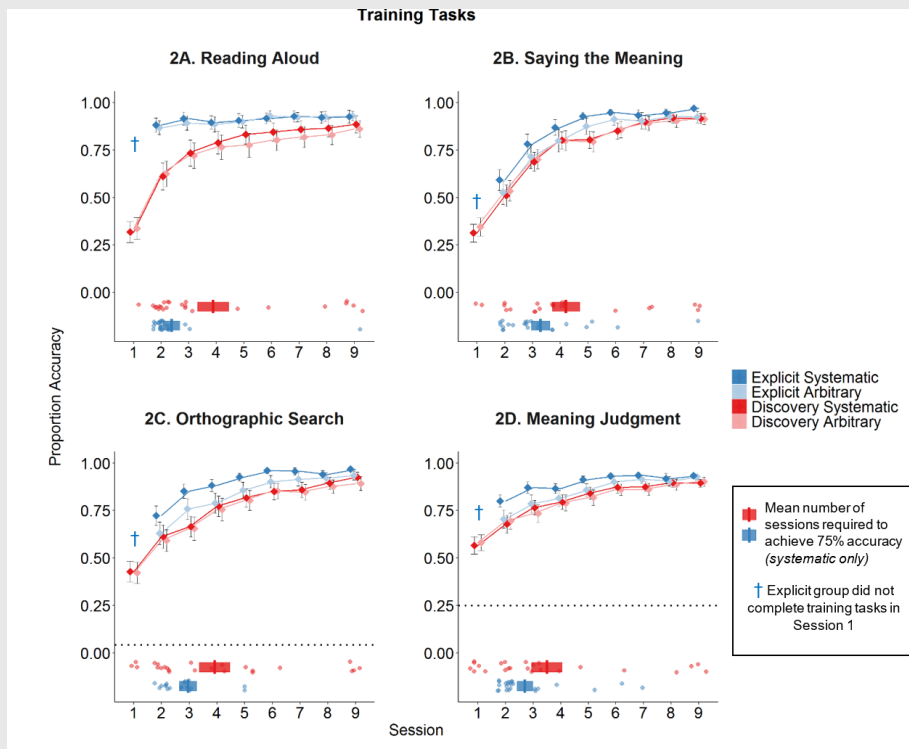 Training Tasks
2A. Reading Aloud
2B. Saying the Meaning
1.00
0.75
0.50
0.25
0.00
†
1 2 3 4 5 6 7 8 9
1.00
0.75
0.50
0.25
0.00
†
1 2 3 4 5 6 7 8 9
Proportion Accuracy
2C. Orthographic Search
2D. Meaning Judgment
1.00
0.75
0.50
0.25
0.00
†
1 2 3 4 5 6 7 8 9
1.00
0.75
0.50
0.25
0.00
†
1 2 3 4 5 6 7 8 9
Session
Explicit Systematic
Explicit Arbitrary
Discovery Systematic
Discovery Arbitrary
Mean number of
sessions required to
achieve 75% accuracy
(systematic only)
† Explicit group did not
complete training tasks in
Session 1